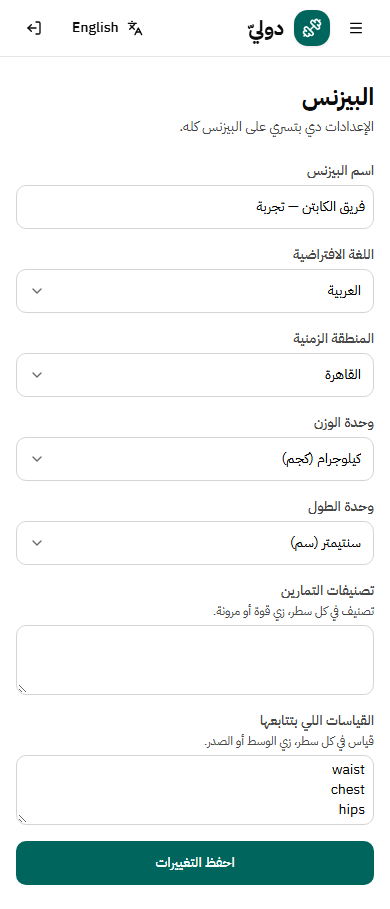 دوليّ
English
البيزنس
الإعدادات دي بتسري على البيزنس كله.
اسم البيزنس
فريق الكابتن — تجربة
اللغة الافتراضية
العربية
المنطقة الزمنية
القاهرة
وحدة الوزن
كيلوجرام (كجم)
وحدة الطول
سنتيمتر (سم)
تصنيفات التمارين
تصنيف في كل سطر، زي قوة أو مرونة.
القياسات اللي بتتابعها
قياس في كل سطر، زي الوسط أو الصدر.
waist
chest
hips
احفظ التغييرات